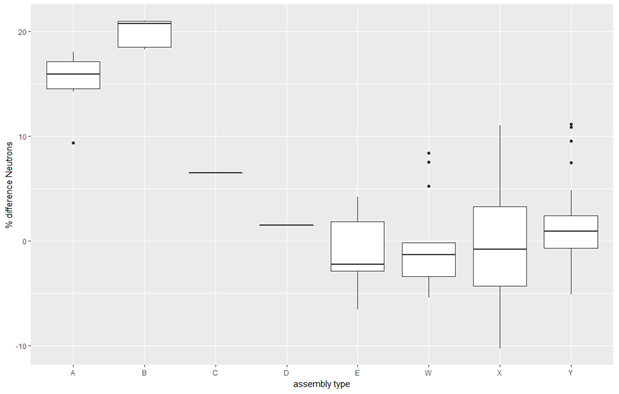 % difference Neutrons
20
10
0
-10
A B C D E W X Y
assembly type